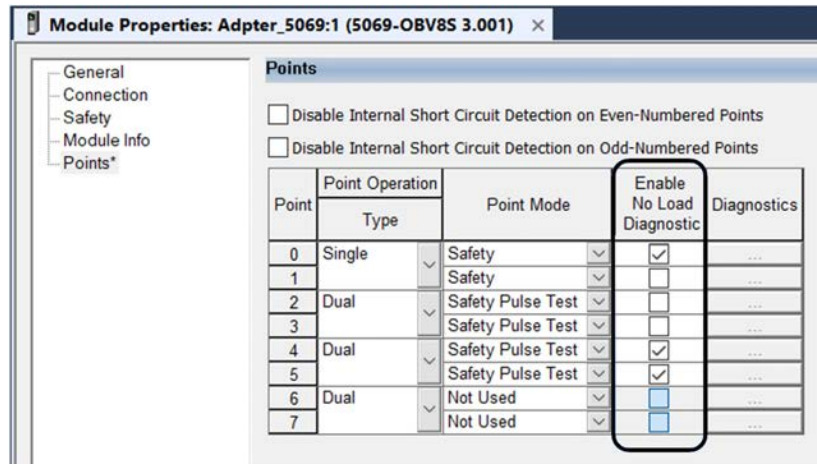 Module Properties: Adpter_5069:1 (5069-OBV8S 3.001) ×
General
Connection
Safety
Module Info
Points*
Points
Disable Internal Short Circuit Detection on Even-Numbered Points
Disable Internal Short Circuit Detection on Odd-Numbered Points
Point
Point Operation
Type
Point Mode
Enable
No Load
Diagnostic
Diagnostics
0 Single Safety ...
1 Safety ...
2 Dual Safety Pulse Test ...
3 Safety Pulse Test ...
4 Dual Safety Pulse Test ...
5 Safety Pulse Test ...
6 Dual Not Used ...
7 Not Used ...